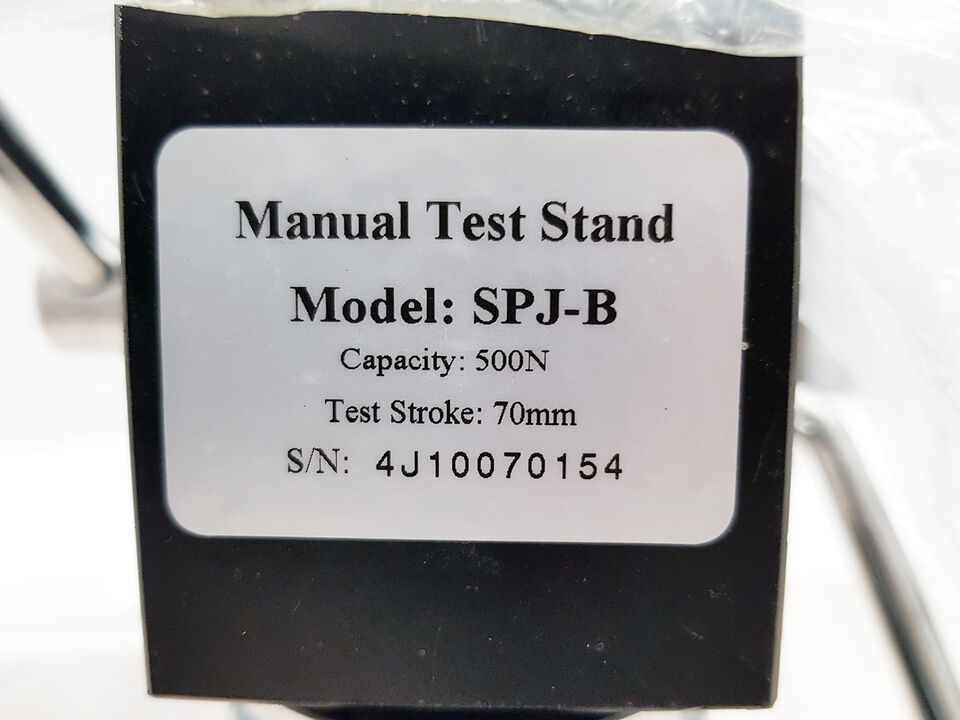 Manual Test Stand
Model: SPJ-B
Capacity: 500N
Test Stroke: 70mm
S/N: 4J10070154